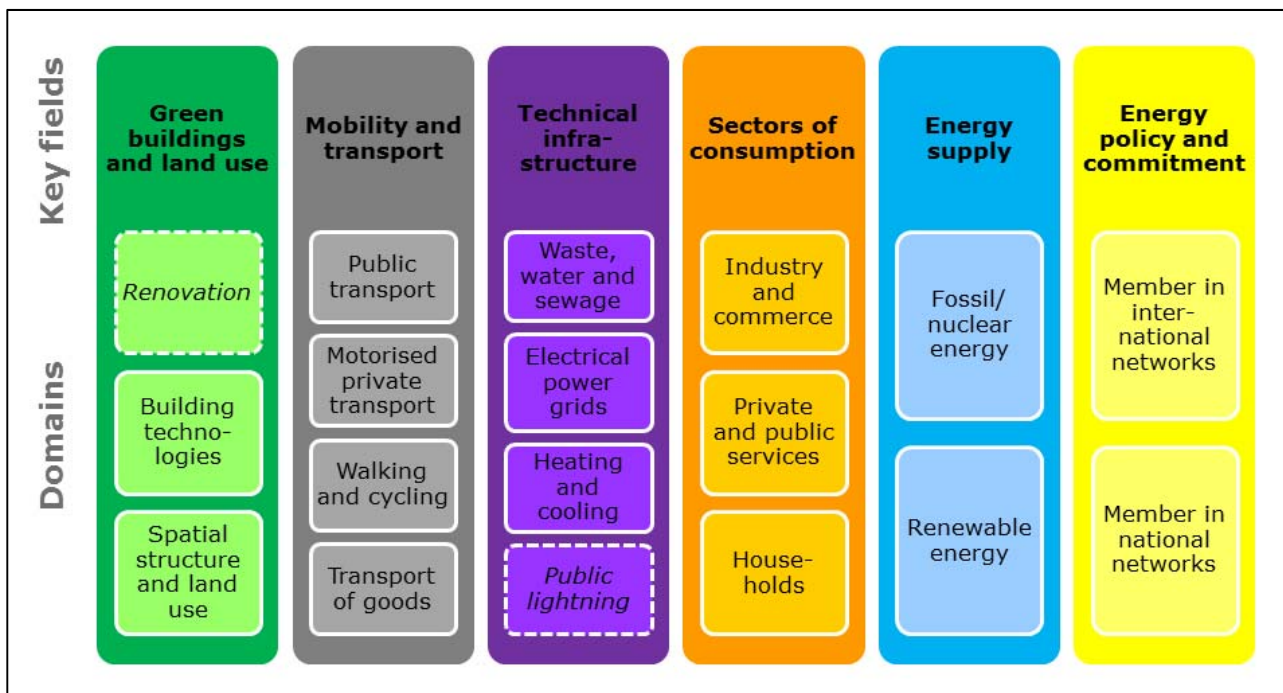 Key fields
Domains
Green
buildings
and land use
Renovation
Building
techno-
logies
Spatial
structure
and land
use
Mobility and
transport
Public
transport
Motorised
private
transport
Walking
and cycling
Transport
of goods
Technical
infra-
structure
Waste,
water and
sewage
Electrical
power
grids
Heating
and
cooling
Public
lightning
Sectors of
consumption
Industry
and
commerce
Private
and public
services
House-
holds
Energy
supply
Fossil/
nuclear
energy
Renewable
energy
Energy
policy and
commitment
Member in
inter-
national
networks
Member in
national
networks